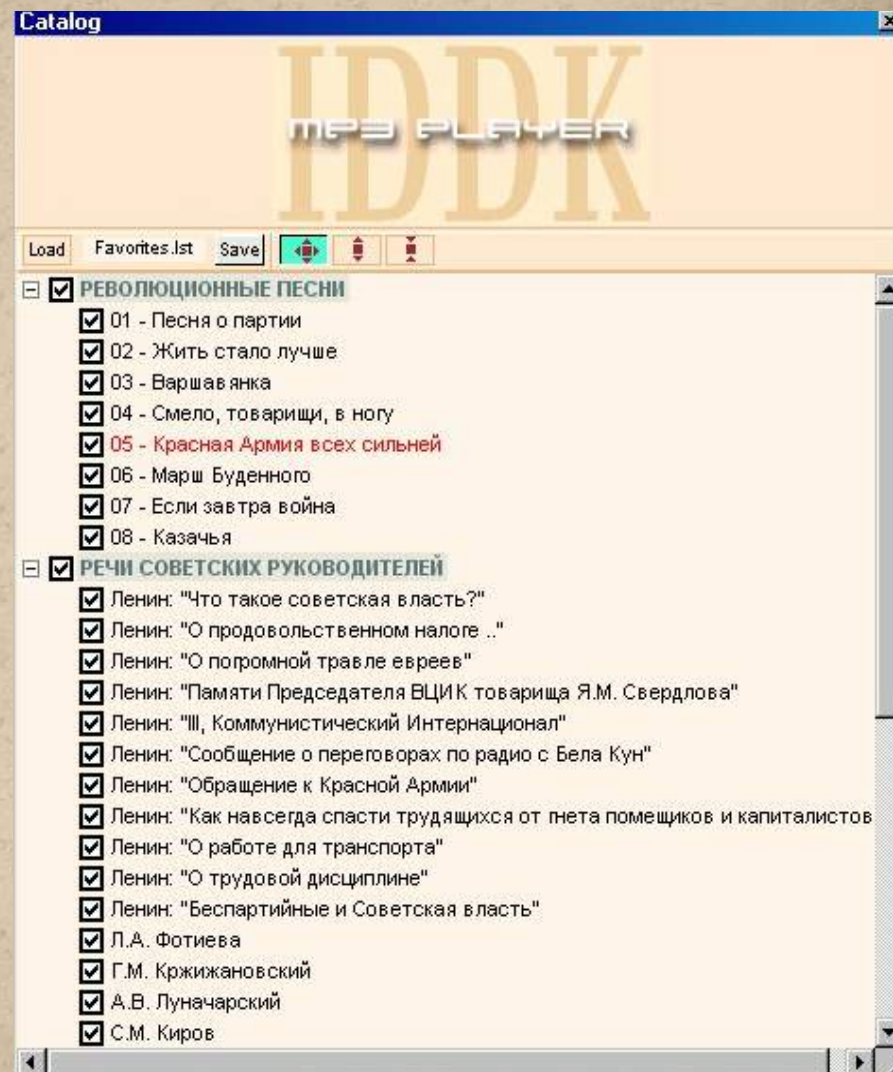 Catalog
IDDK
MP3 PLAYER
Load Favorites.lst Save
РЕВОЛЮЦИОННЫЕ ПЕСНИ
01 - Песня о партии
02 - Жить стало лучше
03 - Варшавянка
04 - Смело, товарищи, в ногу
05 - Красная Армия всех сильней
06 - Марш Буденного
07 - Если завтра война
08 - Казачья
РЕЧИ СОВЕТСКИХ РУКОВОДИТЕЛЕЙ
Ленин: "Что такое советская власть?"
Ленин: "О продовольственном налоге .."
Ленин: "О погромной травле евреев"
Ленин: "Памяти Председателя ВЦИК товарища Я.М. Свердлова"
Ленин: "III, Коммунистический Интернационал"
Ленин: "Сообщение о переговорах по радио с Бела Кун"
Ленин: "Обращение к Красной Армии"
Ленин: "Как навсегда спасти трудящихся от гнета помещиков и капиталистов
Ленин: "О работе для транспорта"
Ленин: "О трудовой дисциплине"
Ленин: "Беспартийные и Советская власть"
Л.А. Фотиева
Г.М. Кржижановский
А.В. Луначарский
С.М. Киров